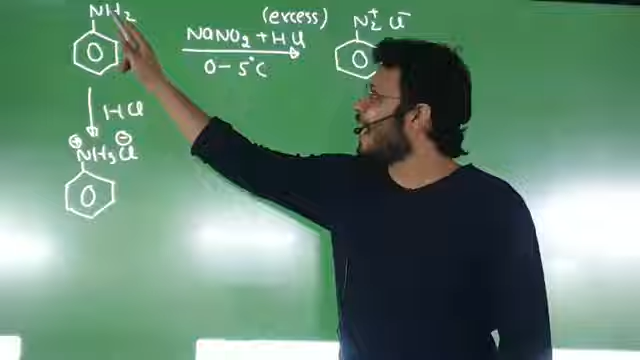 NH2
NaNO2 + HCl (excess)
0-5°C
N2+ Cl-
HCl
⊕NH3 Cl⊖